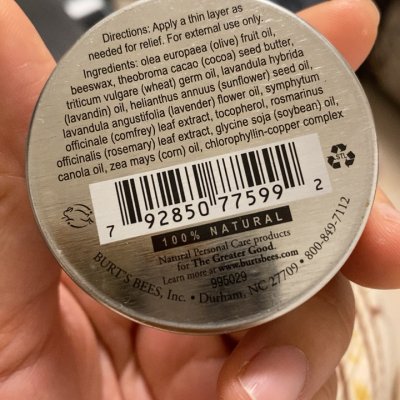 Directions: Apply a thin layer as
needed for relief. For external use only.
Ingredients: olea europaea (olive) fruit oil,
beeswax, theobroma cacao (cocoa) seed butter,
triticum vulgare (wheat) germ oil, lavandula hybrida
(lavandin) oil, helianthus annuus (sunflower) seed oil,
lavandula angustifolia (lavender) flower oil, symphytum
officinale (comfrey) leaf extract, tocopherol, rosmarinus
officinalis (rosemary) leaf extract, glycine soja (soybean) oil,
canola oil, zea mays (corn) oil, chlorophyllin-copper complex
STL
7 92850 77599 2
100% NATURAL
Natural Personal Care products
for The Greater Good.
Learn more at www.burtsbees.com
995029
BURT'S BEES, Inc. • Durham, NC 27709 • 800-849-7112